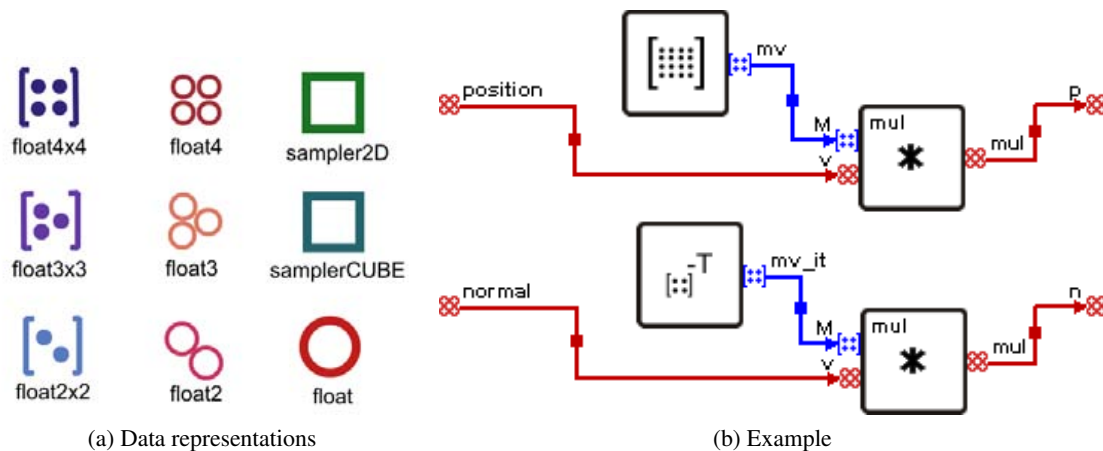 float4x4 float4 sampler2D
float3x3 float3 samplerCUBE
float2x2 float2 float
(a) Data representations
mv
position
p
M
mul
*
mul
v
-T
mv_it
normal
n
M
mul
*
mul
v
(b) Example